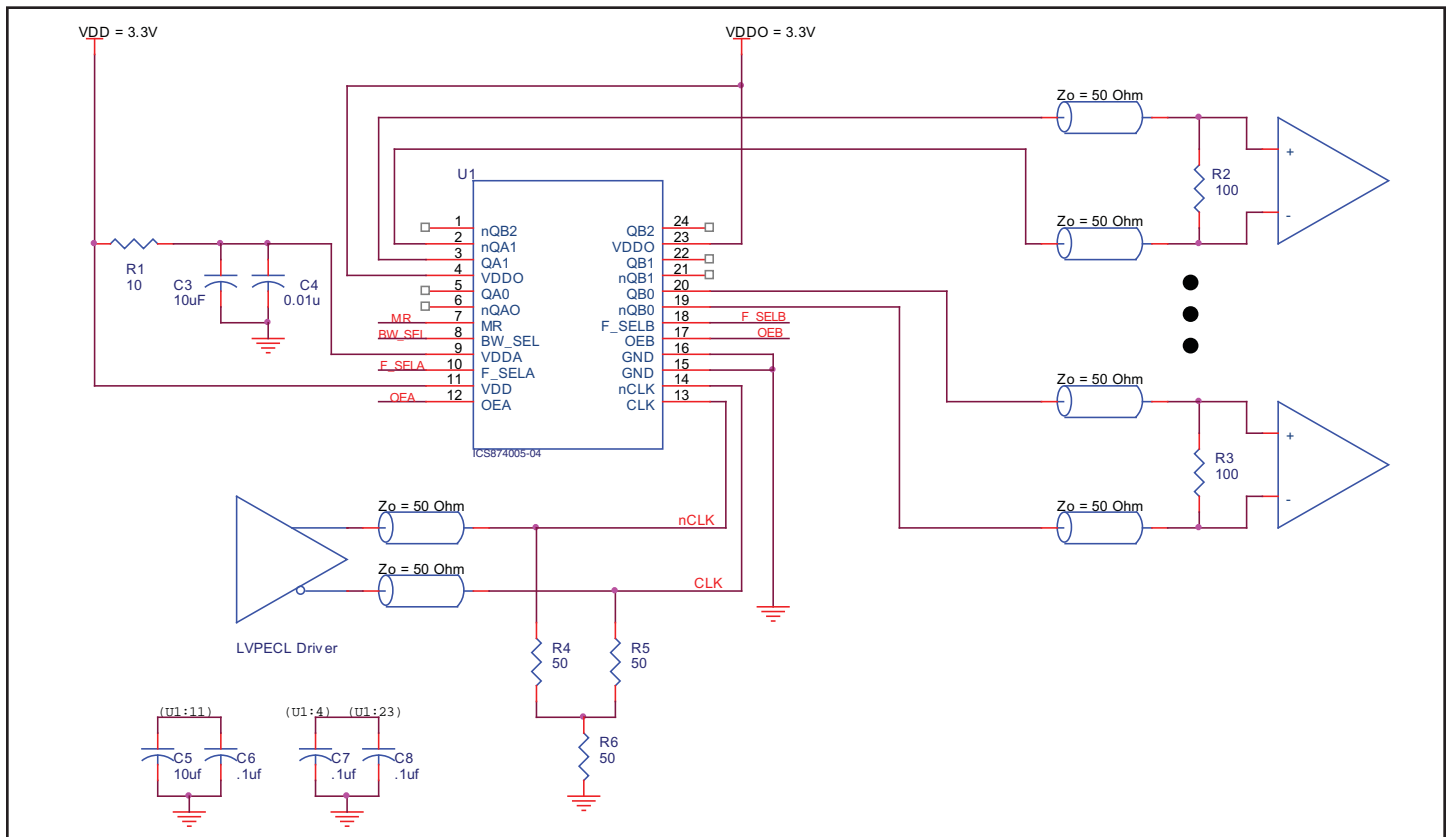 VDD = 3.3V
VDDO = 3.3V
Zo = 50 Ohm
+
R2
100
-
Zo = 50 Ohm
U1
1 nQB2
2 nQA1
3 QA1
4 VDDO
5 QA0
6 nQAO
7 MR
8 BW_SEL
9 VDDA
10 F_SELA
11 VDD
12 OEA
QB2 24
VDDO 23
QB1 22
nQB1 21
QB0 20
nQB0 19
F_SELB 18
OEB 17
GND 16
GND 15
nCLK 14
CLK 13
MR
BW_SEL
F_SELA
OEA
F_SELB
OEB
ICS874005-04
R1
10
C3
10uF
C4
0.01u
Zo = 50 Ohm
+
R3
100
-
Zo = 50 Ohm
Zo = 50 Ohm
nCLK
Zo = 50 Ohm
CLK
LVPECL Driver
R4
50
R5
50
R6
50
(U1:11)
(U1:4) (U1:23)
C5
10uf
C6
.1uf
C7
.1uf
C8
.1uf